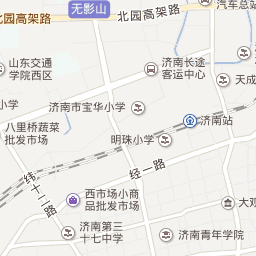 无影山
北园高架路
北园高架路
汽车总站
山东交通
学院西区
济南长途
客运中心
天成
小学
济南市宝华小学
济南站
八里桥蔬菜
批发市场
明珠小学
经一路
纬十二路
西市场小商
品批发市场
大观
济南第三
十七中学
济南青年学院